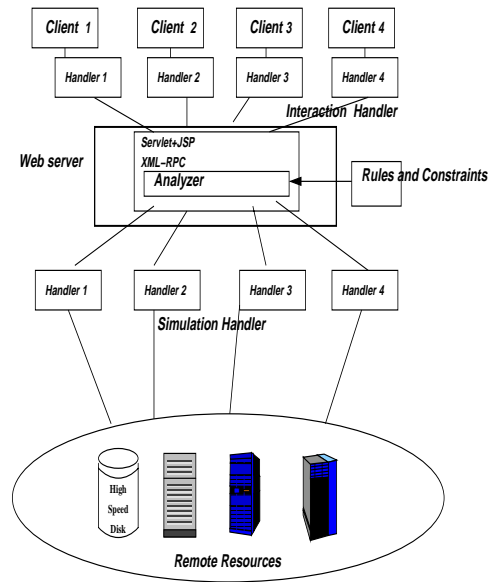 Client 1
Client 2
Client 3
Client 4
Handler 1
Handler 2
Handler 3
Handler 4
Interaction Handler
Web server
Servlet+JSP
XML-RPC
Analyzer
Rules and Constraints
Handler 1
Handler 2
Handler 3
Handler 4
Simulation Handler
High
Speed
Disk
Remote Resources